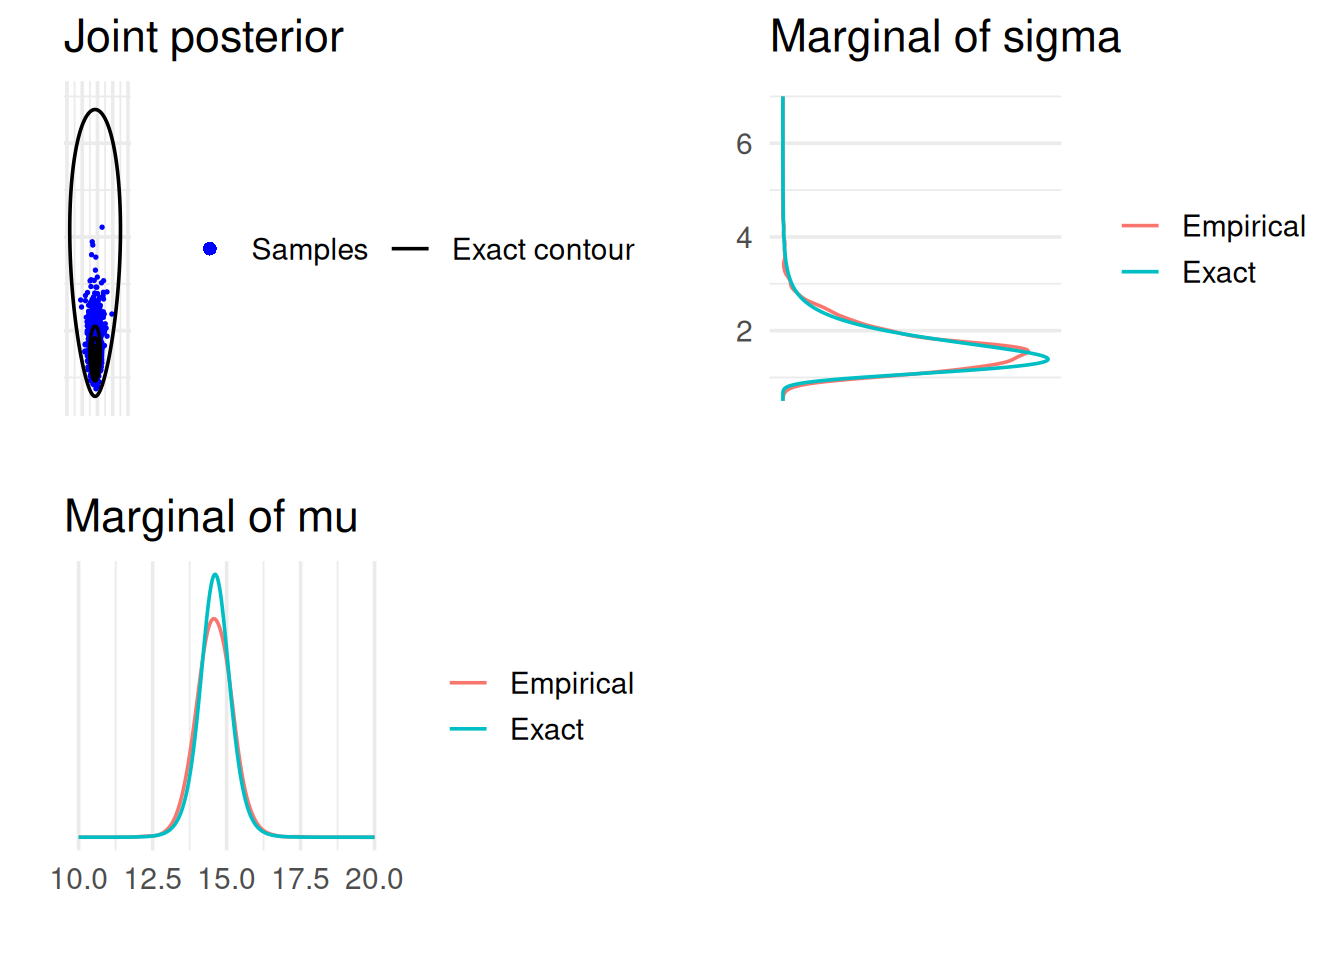 Joint posterior
Samples
Exact contour
Marginal of sigma
6
4
2
Empirical
Exact
Marginal of mu
Empirical
Exact
10.0 12.5 15.0 17.5 20.0